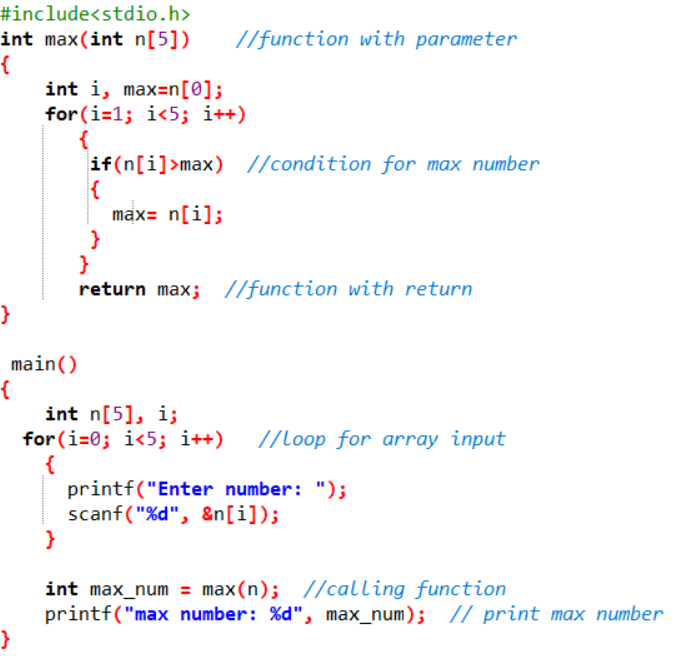 #include<stdio.h>
int max(int n[5])    //function with parameter
{
    int i, max=n[0];
    for(i=1; i<5; i++)
       {
        if(n[i]>max)  //condition for max number
        {
          max= n[i];
        }
       }
       return max;  //function with return
}

 main()
{
    int n[5], i;
  for(i=0; i<5; i++)   //loop for array input
    {
      printf("Enter number: ");
      scanf("%d", &n[i]);
    }

    int max_num = max(n);  //calling function
    printf("max number: %d", max_num);  // print max number
}